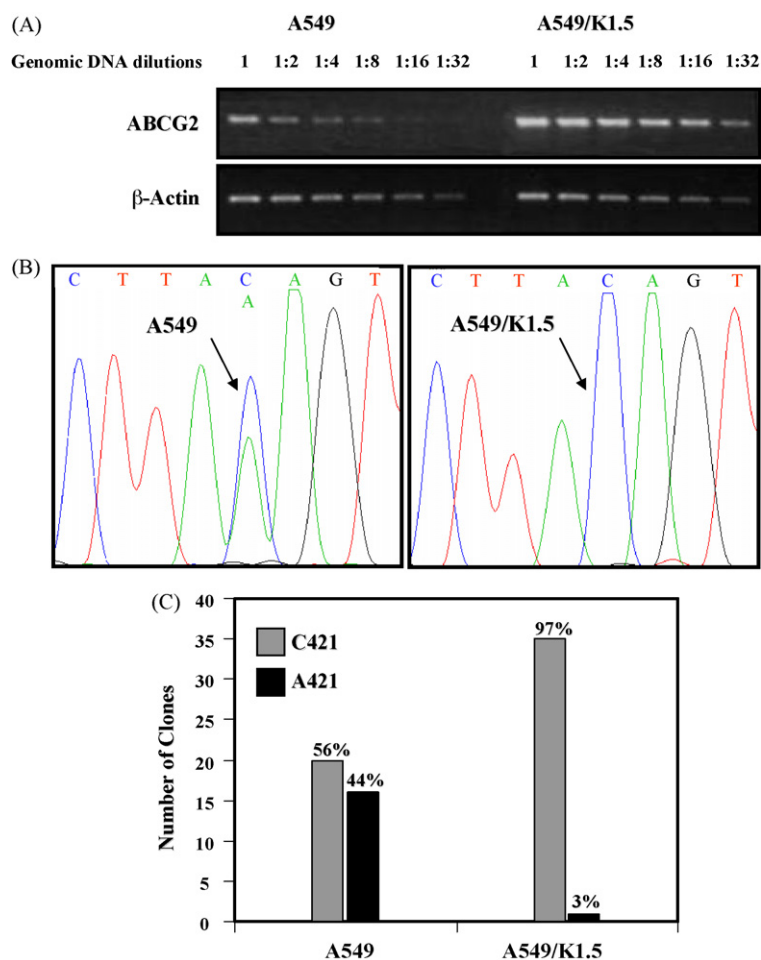 (A)
A549 A549/K1.5
Genomic DNA dilutions 1 1:2 1:4 1:8 1:16 1:32 1 1:2 1:4 1:8 1:16 1:32
ABCG2
β-Actin
(B)
C T T A C A G T
A
A549
C T T A C A G T
A549/K1.5
(C)
Number of Clones
40
35
30
25
20
15
10
5
0
C421
A421
56%
44%
97%
3%
A549 A549/K1.5